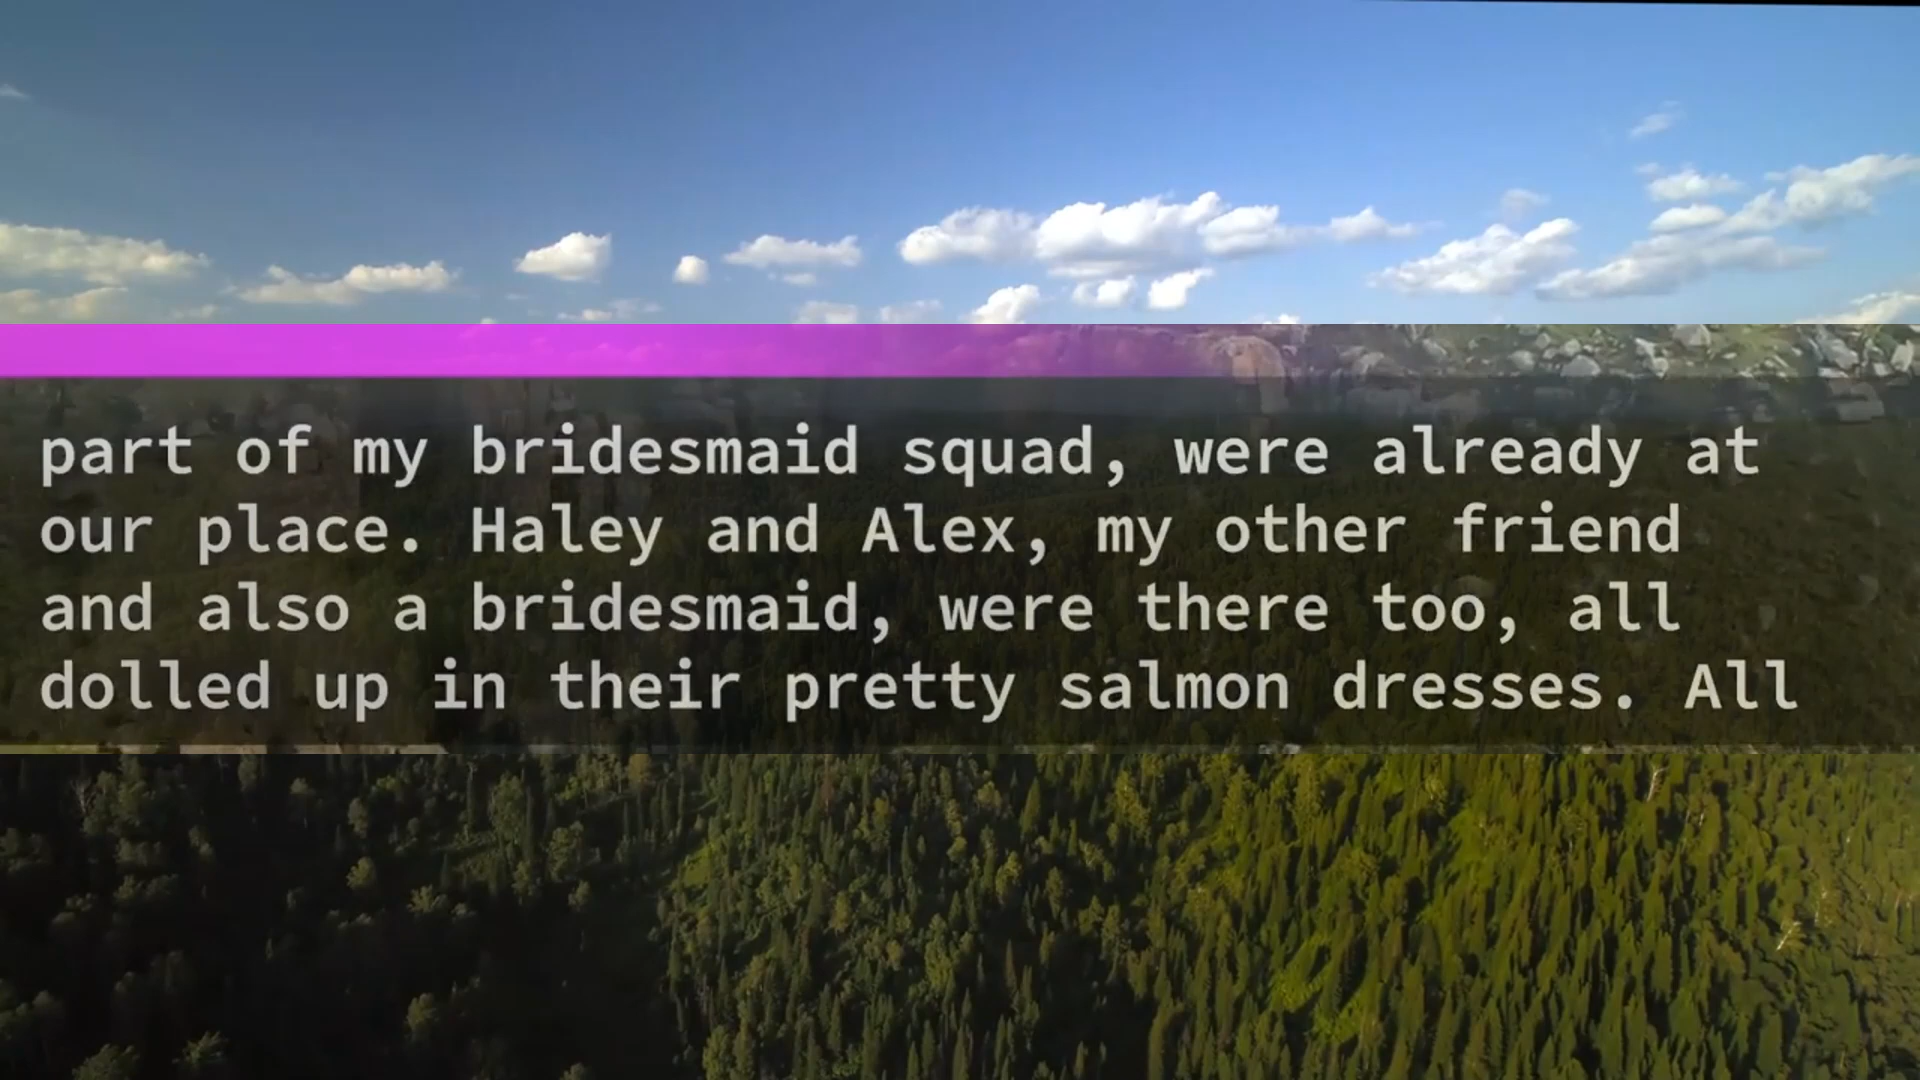 part of my bridesmaid squad, were already at
our place. Haley and Alex, my other friend
and also a bridesmaid, were there too, all
dolled up in their pretty salmon dresses. All